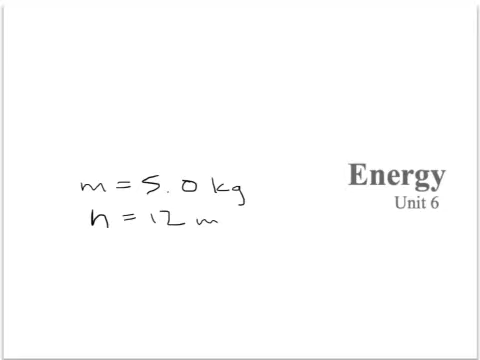 m = 5.0 kg
h = 12 m
Energy
Unit 6